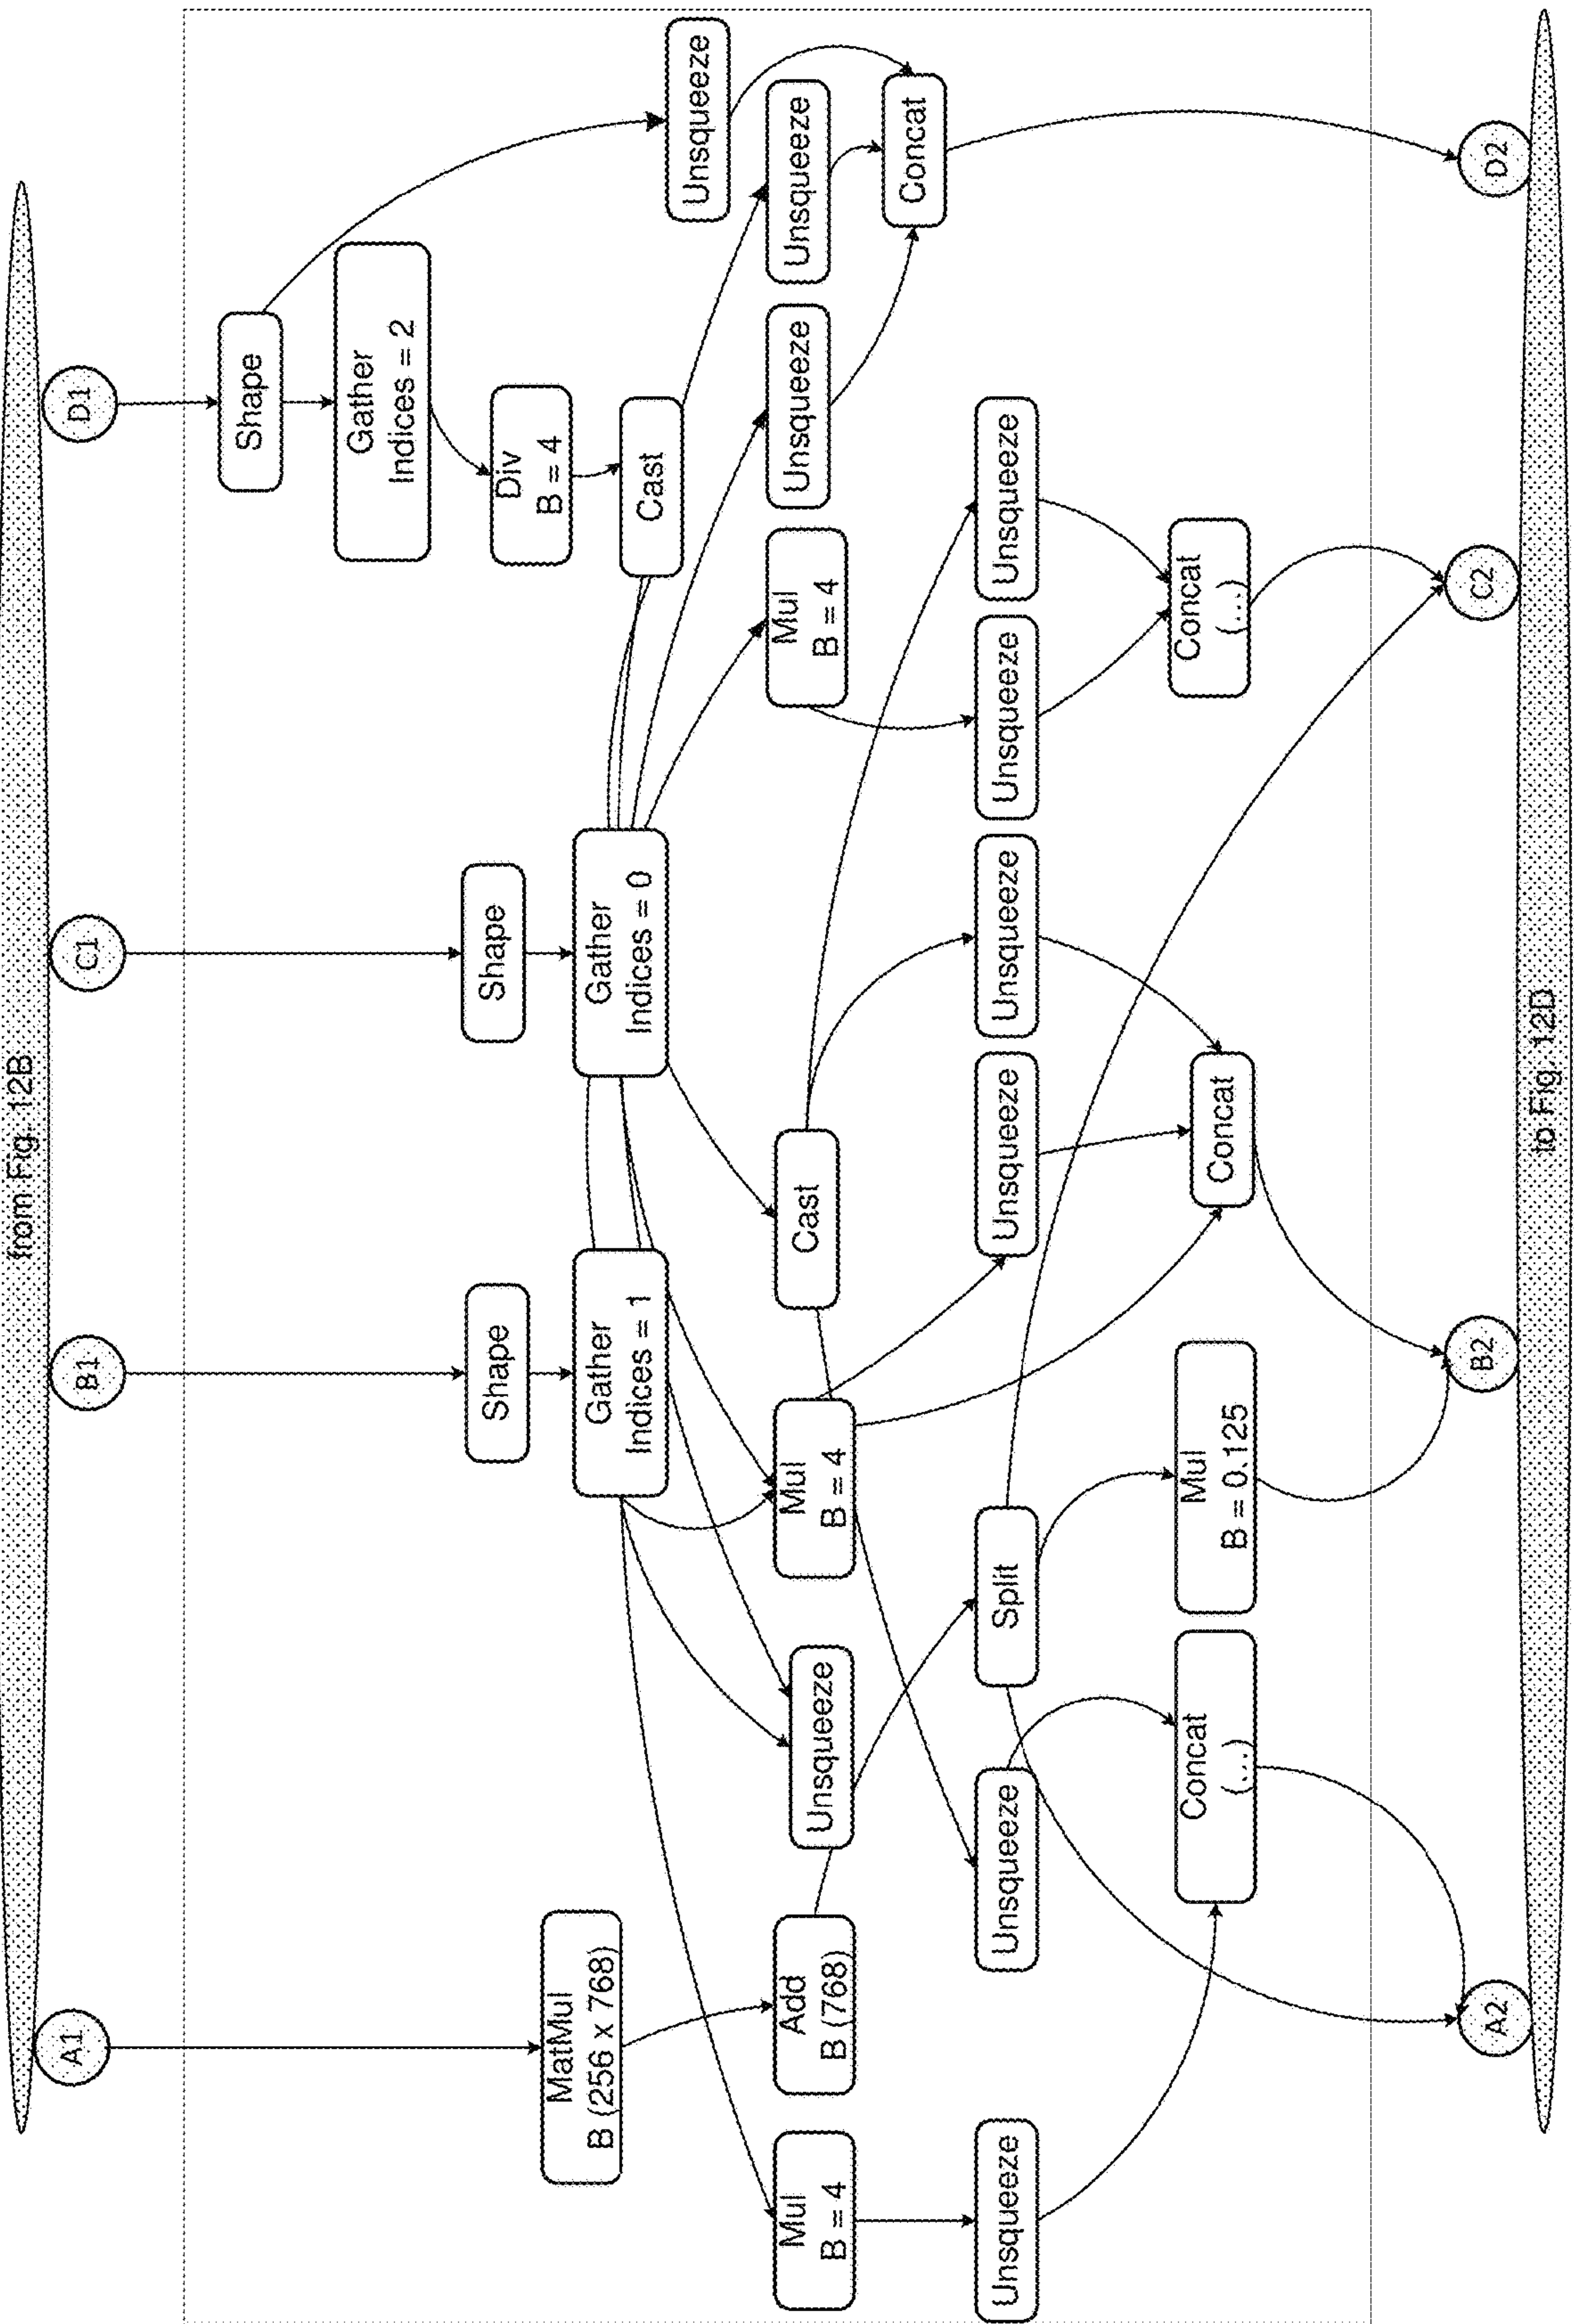 from Fig. 12B
A1
B1
C1
D1
Shape
Gather
Indices = 2
Shape
Shape
Div
B = 4
MatMul
B (256 x 768)
Gather
Indices = 1
Gather
Indices = 0
Cast
Unsqueeze
Mul
B = 4
Add
B (768)
Unsqueeze
Mul
B = 4
Cast
Mul
B = 4
Unsqueeze
Unsqueeze
Concat
Unsqueeze
Unsqueeze
Split
Unsqueeze
Unsqueeze
Unsqueeze
Unsqueeze
Concat
(...)
Mul
B = 0.125
Concat
Concat
(...)
A2
B2
C2
D2
to Fig. 12D